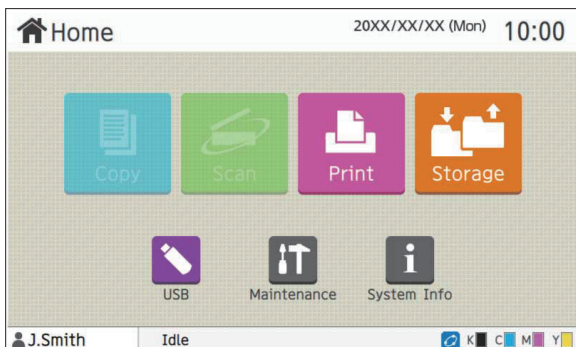 Home 20XX/XX/XX (Mon) 10:00
Copy Scan Print Storage
USB Maintenance System Info
J.Smith Idle K C M Y